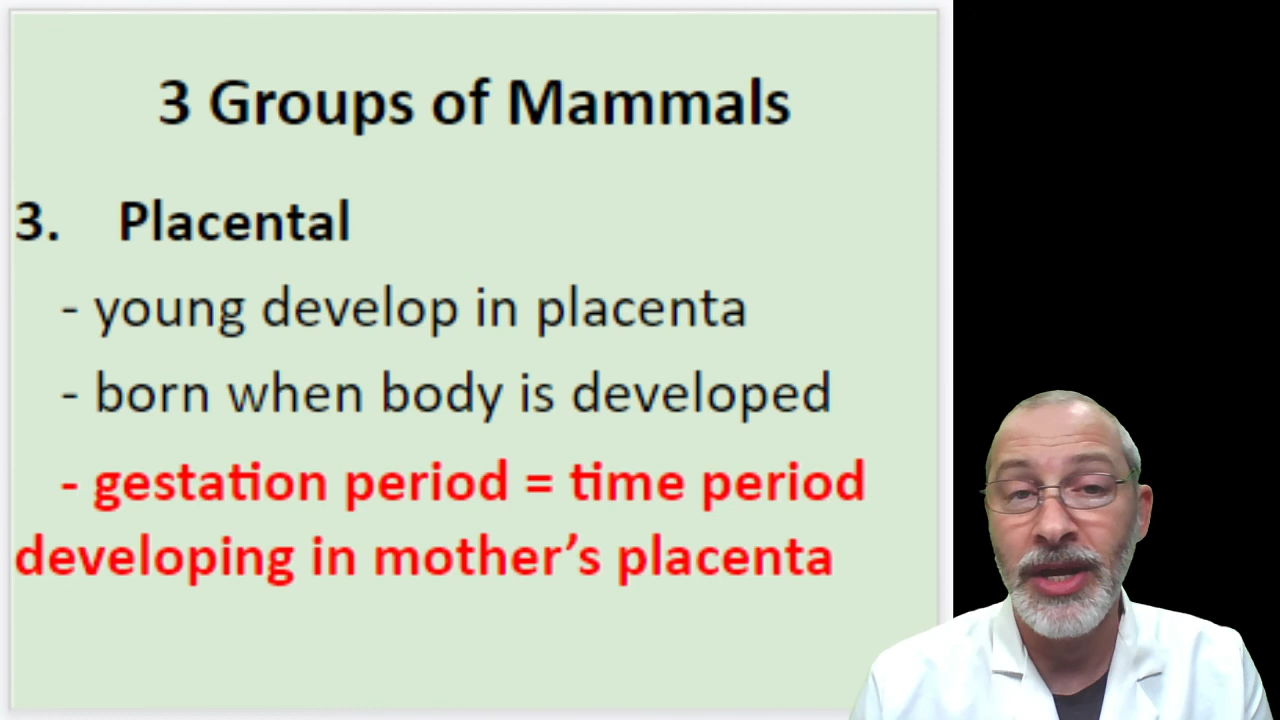 3 Groups of Mammals
3. Placental
- young develop in placenta
- born when body is developed
- gestation period = time period
developing in mother’s placenta